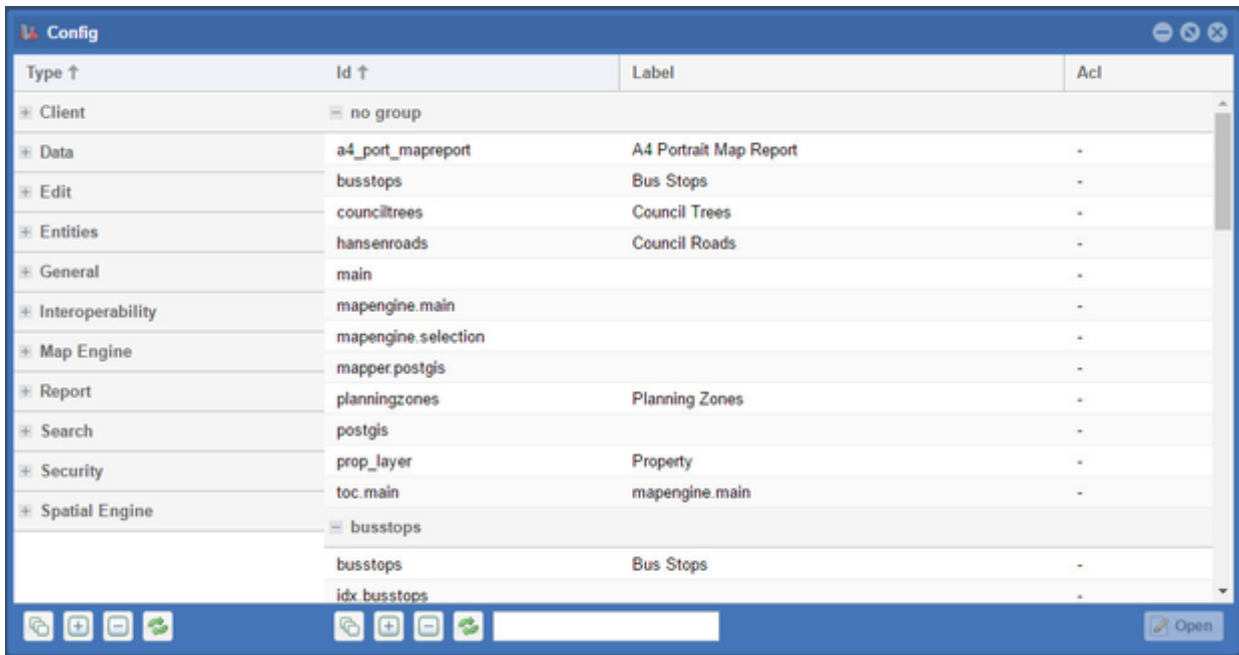 Config
Type ↑ Id ↑ Label Acl
Client
Data
Edit
Entities
General
Interoperability
Map Engine
Report
Search
Security
Spatial Engine
no group
a4_port_mapreport A4 Portrait Map Report -
busstops Bus Stops -
counciltrees Council Trees -
hansenroads Council Roads -
main -
mapengine.main -
mapengine.selection -
mapper.postgis -
planningzones Planning Zones -
postgis -
prop_layer Property -
toc.main mapengine.main -
busstops
busstops Bus Stops -
idx.busstops -
Open